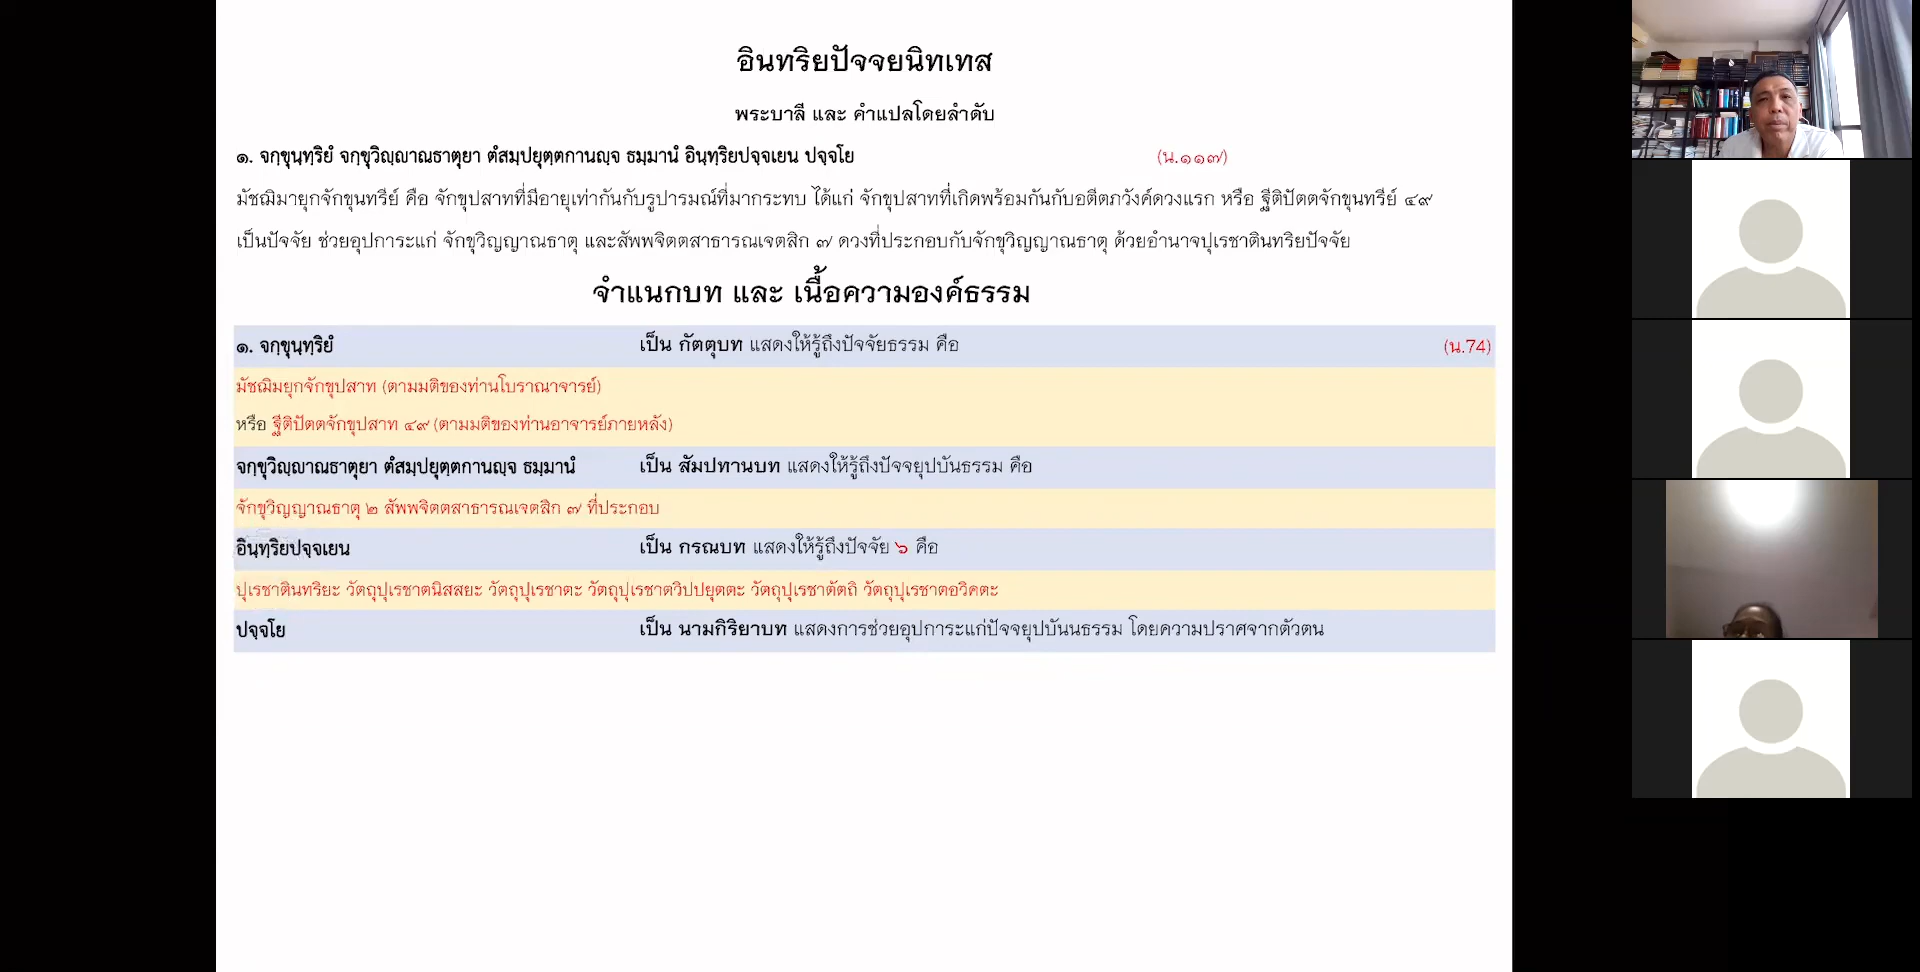 อินทริยปัจจยนิทเทส
พระบาลี และ คำแปลโดยลำดับ
๑. จกฺขุนฺทฺริยํ จกฺขุวิญฺญาณธาตุยา ตํสมฺปยุตฺตกานญฺจ ธมฺมานํ อินฺทฺริยปจฺจเยน ปจฺจโย (น.๑๑๗)
มัชฌิมายุกจักขุนทรีย์ คือ จักขุปสาทที่มีอายุเท่ากันกับรูปารมณ์ที่มากระทบ ได้แก่ จักขุปสาทที่เกิดพร้อมกันกับอดีตภวังค์ดวงแรก หรือ ฐีติปัตตจักขุนทรีย์ ๔๙
เป็นปัจจัย ช่วยอุปการะแก่ จักขุวิญญาณธาตุ และสัพพจิตตสาธารณเจตสิก ๗ ดวงที่ประกอบกับจักขุวิญญาณธาตุ ด้วยอำนาจปุเรชาตินทริยปัจจัย
จำแนกบท และ เนื้อความองค์ธรรม
๑. จกฺขุนฺทฺริยํ เป็น กัตตุบท แสดงให้รู้ถึงปัจจัยธรรม คือ (น.74)
มัชฌิมยุกจักขุปสาท (ตามมติของท่านโบราณาจารย์)
หรือ ฐีติปัตตจักขุปสาท ๔๙ (ตามมติของท่านอาจารย์ภายหลัง)
จกฺขุวิญฺญาณธาตุยา ตํสมฺปยุตฺตกานญฺจ ธมฺมานํ เป็น สัมปทานบท แสดงให้รู้ถึงปัจจยุปบันธรรม คือ
จักขุวิญญาณธาตุ ๒ สัพพจิตตสาธารณเจตสิก ๗ ที่ประกอบ
อินฺทฺริยปจฺจเยน เป็น กรณบท แสดงให้รู้ถึงปัจจัย ๖ คือ
ปุเรชาตินทริยะ วัตถุปุเรชาตนิสสยะ วัตถุปุเรชาตะ วัตถุปุเรชาตวิปปยุตตะ วัตถุปุเรชาตัตถิ วัตถุปุเรชาตอวิคตะ
ปจฺจโย เป็น นามกิริยาบท แสดงการช่วยอุปการะแก่ปัจจยุปบันนธรรม โดยความปราศจากตัวตน